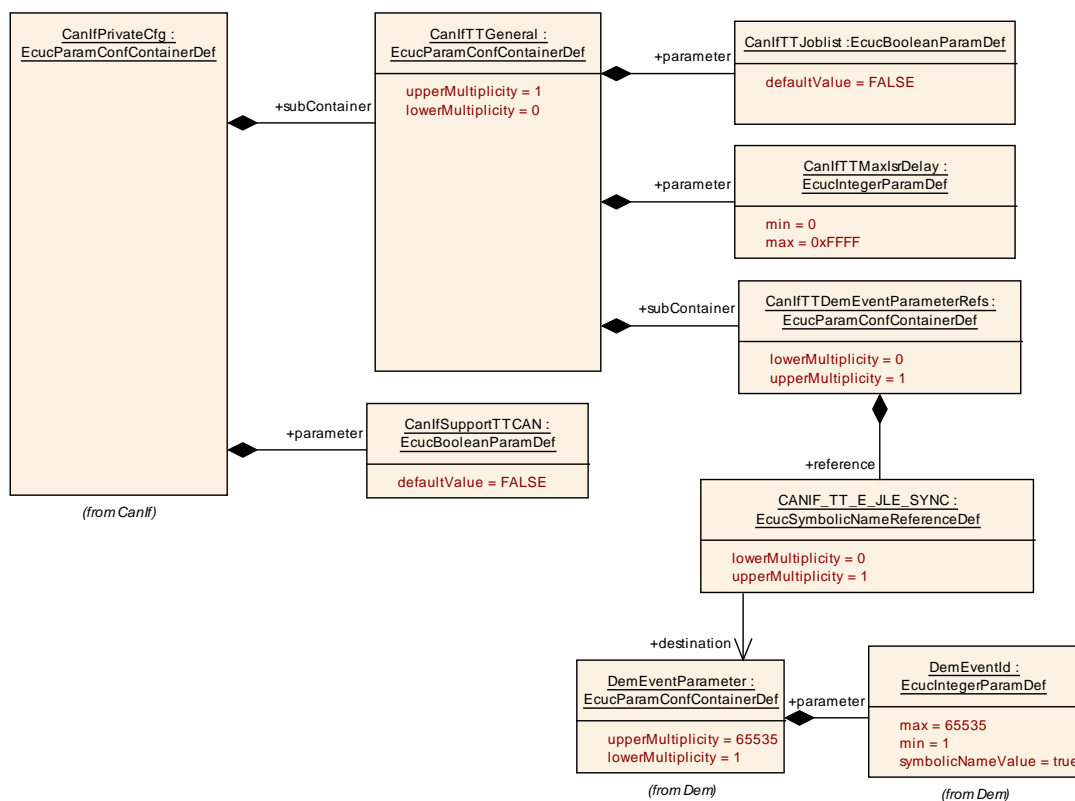 CanIfPrivateCfg :
EcucParamConfContainerDef
(from CanIf)
+subContainer
CanIfTTGeneral :
EcucParamConfContainerDef
upperMultiplicity = 1
lowerMultiplicity = 0
+parameter
CanIfTTJoblist :EcucBooleanParamDef
defaultValue = FALSE
+parameter
CanIfTTMaxIsrDelay :
EcucIntegerParamDef
min = 0
max = 0xFFFF
+subContainer
CanIfTTDemEventParameterRefs :
EcucParamConfContainerDef
lowerMultiplicity = 0
upperMultiplicity = 1
+parameter
CanIfSupportTTCAN :
EcucBooleanParamDef
defaultValue = FALSE
+reference
CANIF_TT_E_JLE_SYNC :
EcucSymbolicNameReferenceDef
lowerMultiplicity = 0
upperMultiplicity = 1
+destination
DemEventParameter :
EcucParamConfContainerDef
upperMultiplicity = 65535
lowerMultiplicity = 1
(from Dem)
+parameter
DemEventId :
EcucIntegerParamDef
max = 65535
min = 1
symbolicNameValue = true
(from Dem)